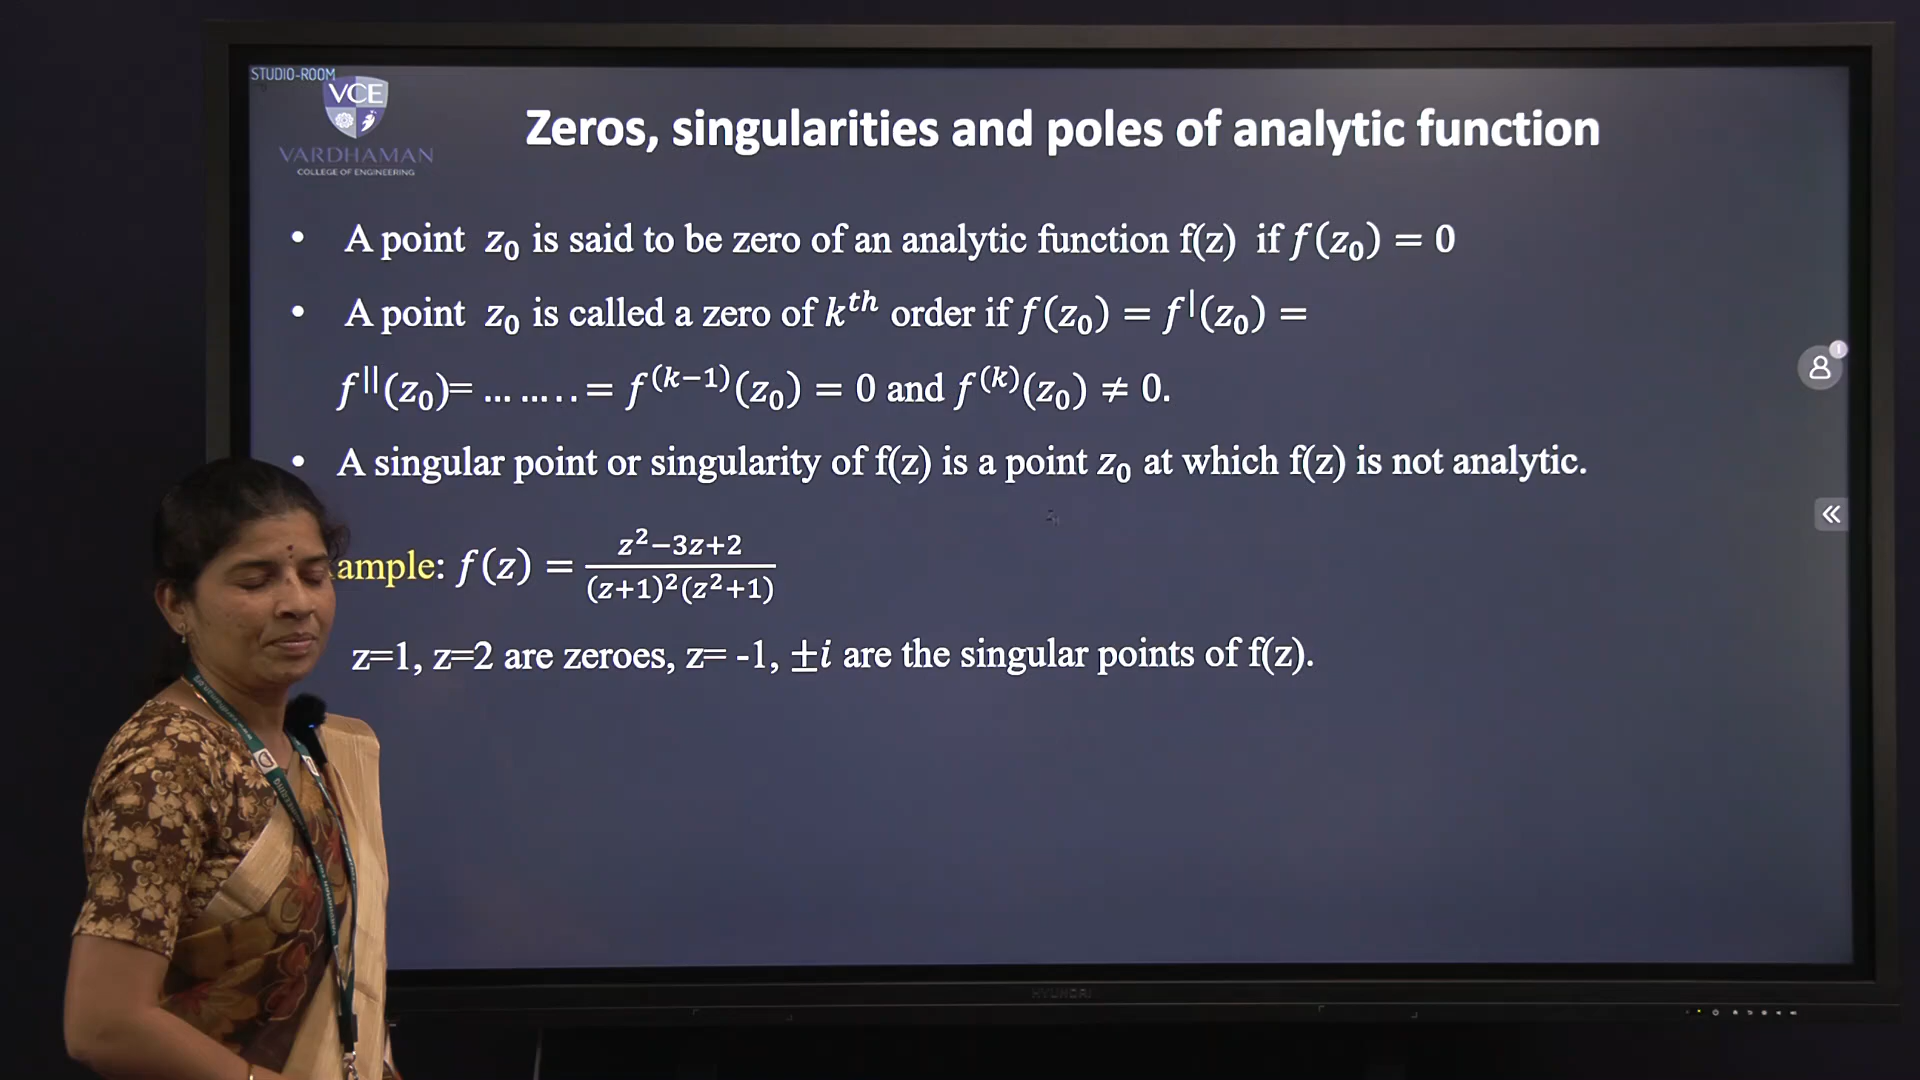 STUDIO-ROOM
VCE
VARDHAMAN
COLLEGE OF ENGINEERING
Zeros, singularities and poles of analytic function
• A point z₀ is said to be zero of an analytic function f(z) if f(z₀) = 0
• A point z₀ is called a zero of kᵗʰ order if f(z₀) = f|(z₀) =
f||(z₀)= ... ... . . = f⁽ᵏ⁻¹⁾(z₀) = 0 and f⁽ᵏ⁾(z₀) ≠ 0.
• A singular point or singularity of f(z) is a point z₀ at which f(z) is not analytic.
ample: f(z) = (z²−3z+2)/((z+1)²(z²+1))
z=1, z=2 are zeroes, z= -1, ±i are the singular points of f(z).
HYUNDAI